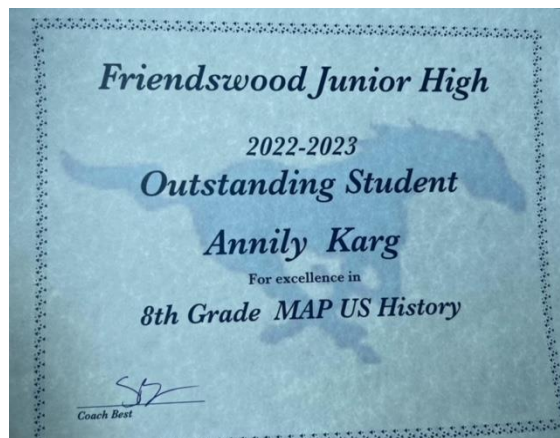 Friendswood Junior High
2022-2023
Outstanding Student
Annily Karg
For excellence in
8th Grade MAP US History
Coach Best